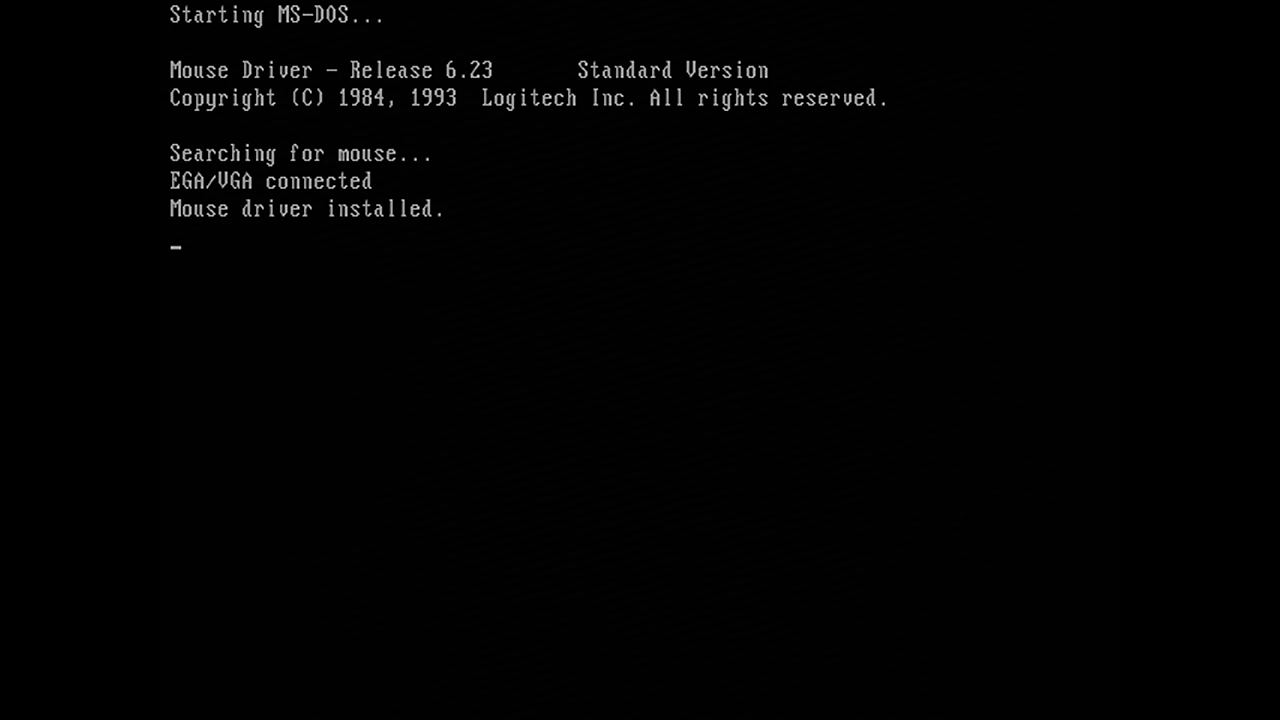 Starting MS-DOS...
Mouse Driver - Release 6.23 Standard Version
Copyright (C) 1984, 1993 Logitech Inc. All rights reserved.
Searching for mouse...
EGA/VGA connected
Mouse driver installed.